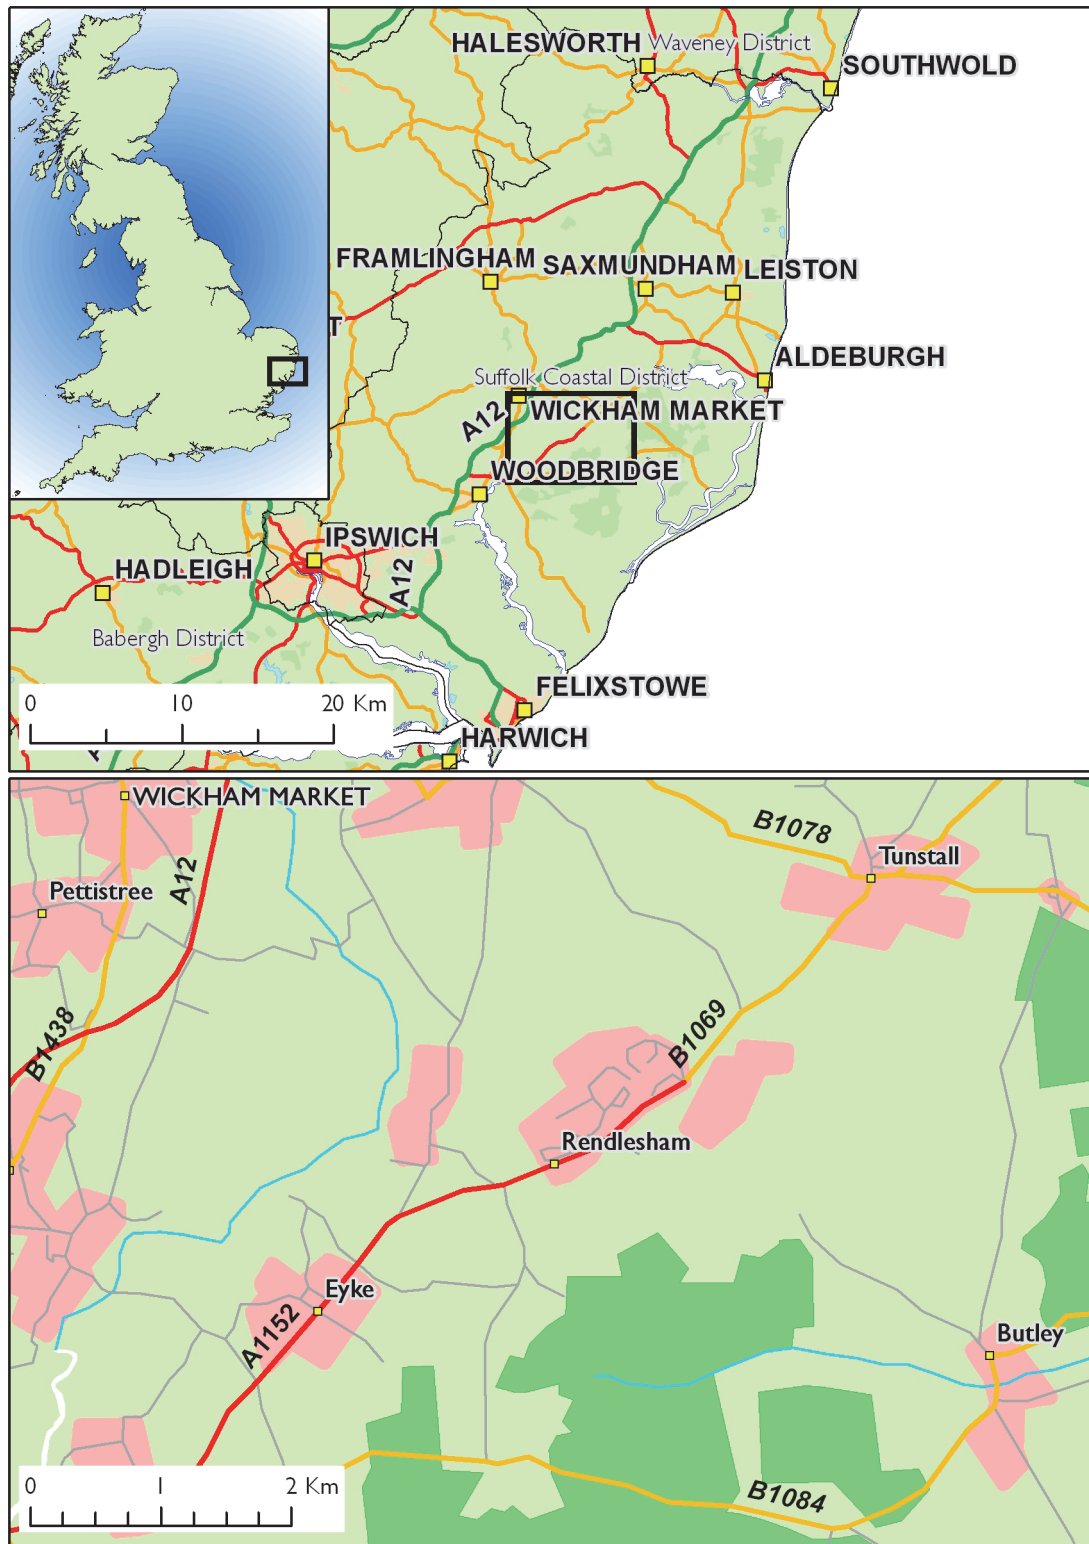 HALESWORTH
Waveney District
SOUTHWOLD
FRAMLINGHAM
SAXMUNDHAM
LEISTON
T
ALDEBURGH
Suffolk Coastal District
A12
WICKHAM MARKET
WOODBRIDGE
IPSWICH
HADLEIGH
A12
Babergh District
FELIXSTOWE
0 10 20 Km
HARWICH
WICKHAM MARKET
B1078
Tunstall
A12
Pettistree
B1438
B1069
Rendlesham
Eyke
A1152
Butley
0 1 2 Km
B1084